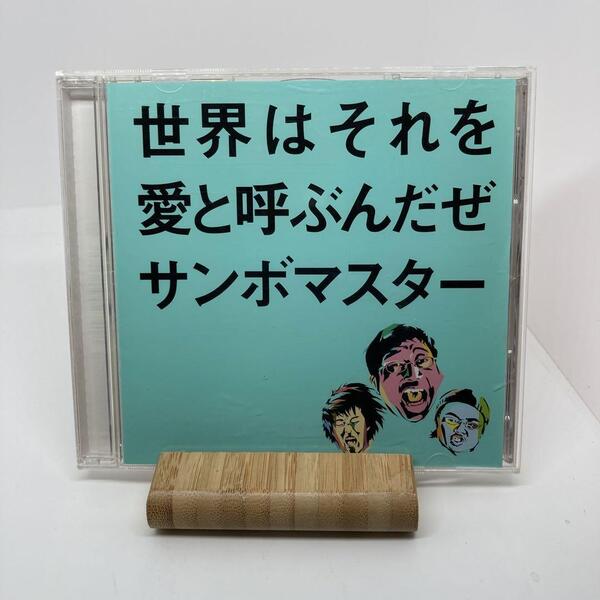 世界はそれを
愛と呼ぶんだぜ
サンボマスター